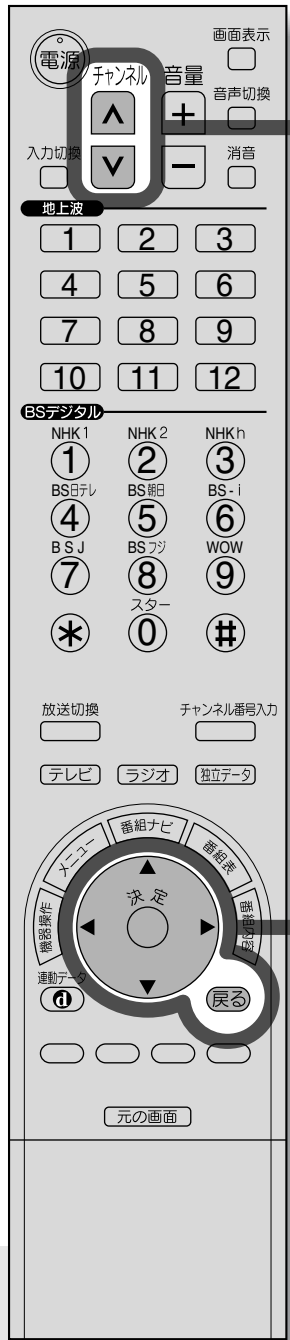 画面表示
電源
チャンネル 音量
音声切換
+
入力切換
−
消音
地上波
1 2 3
4 5 6
7 8 9
10 11 12
BSデジタル
NHK1 NHK2 NHKh
1 2 3
BS日テレ BS朝日 BS-i
4 5 6
BSJ BSフジ WOW
7 8 9
スター
* 0 #
放送切換 チャンネル番号入力
テレビ ラジオ 独立データ
機器操作 メニュー 番組ナビ 番組表 番組内容
決定
連動データ
d 戻る
元の画面